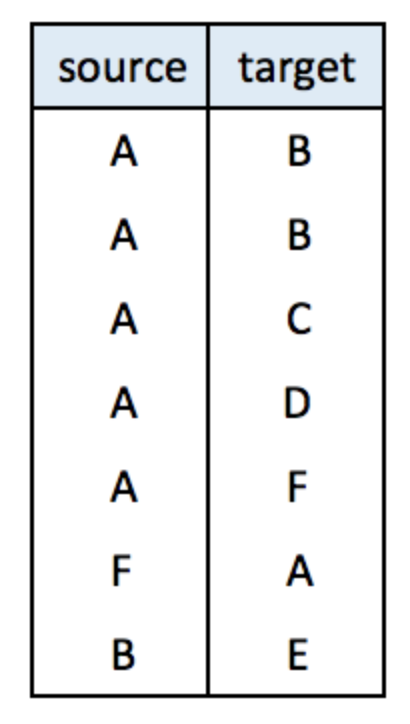 source target
A B
A B
A C
A D
A F
F A
B E